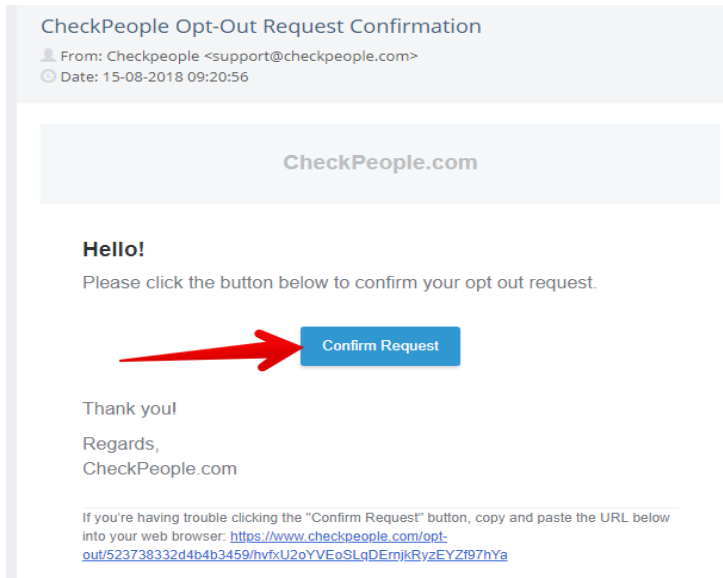 CheckPeople Opt-Out Request Confirmation
From: Checkpeople <support@checkpeople.com>
Date: 15-08-2018 09:20:56
CheckPeople.com
Hello!
Please click the button below to confirm your opt out request.
Confirm Request
Thank you!
Regards,
CheckPeople.com
If you're having trouble clicking the "Confirm Request" button, copy and paste the URL below
into your web browser: https://www.checkpeople.com/opt-
out/523738332d4b4b3459/hvfxU2oYVEoSLqDErnjkRyzEYZf97hYa